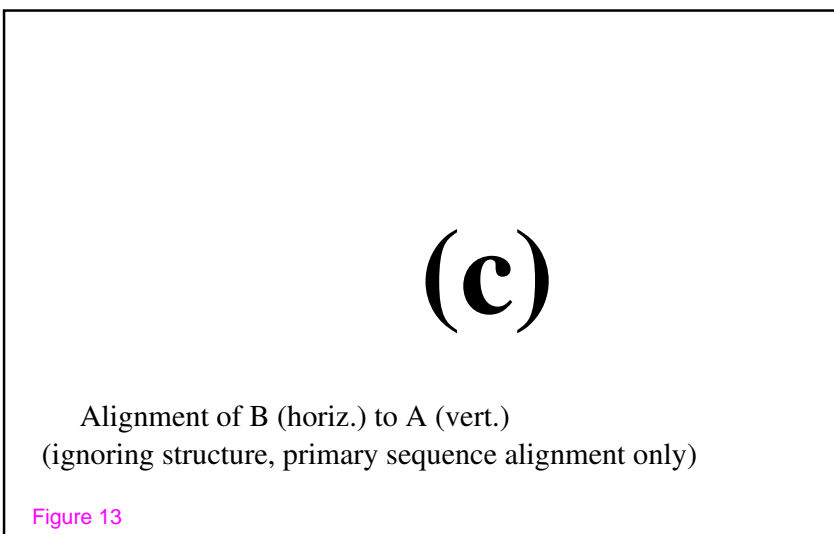 (c)
Alignment of B (horiz.) to A (vert.)
(ignoring structure, primary sequence alignment only)
Figure 13